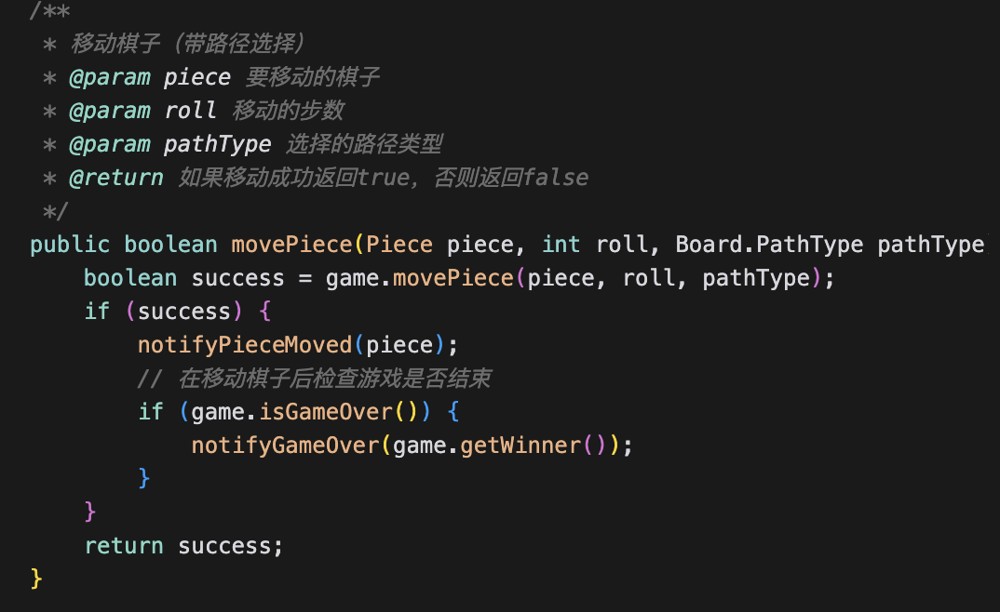 /**
 * 移动棋子（带路径选择）
 * @param piece 要移动的棋子
 * @param roll 移动的步数
 * @param pathType 选择的路径类型
 * @return 如果移动成功返回true，否则返回false
 */
public boolean movePiece(Piece piece, int roll, Board.PathType pathType
    boolean success = game.movePiece(piece, roll, pathType);
    if (success) {
        notifyPieceMoved(piece);
        // 在移动棋子后检查游戏是否结束
        if (game.isGameOver()) {
            notifyGameOver(game.getWinner());
        }
    }
    return success;
}